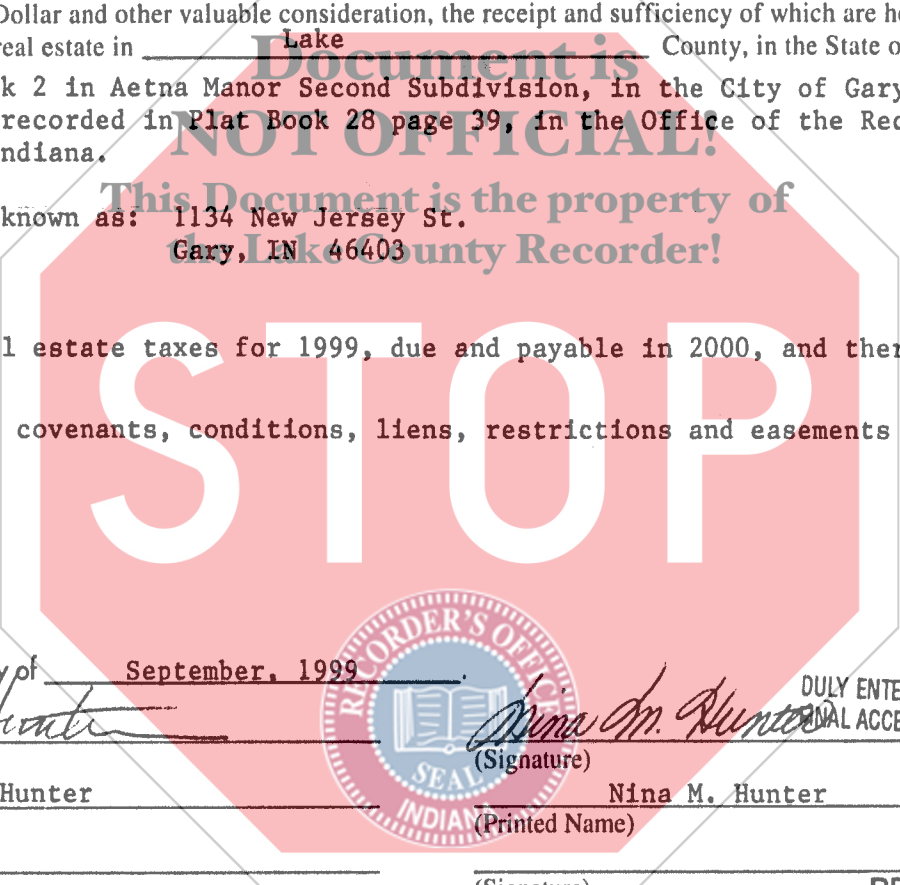 Dollar and other valuable consideration, the receipt and sufficiency of which are he
real estate in Lake County, in the State o
Document is
k 2 in Aetna Manor Second Subdivision, in the City of Gary
recorded in Plat Book 28 page 39, in the Office of the Rec
NOT OFFICIAL!
ndiana.
This Document is the property of
known as: 1134 New Jersey St.
Gary, IN 46403
the Lake County Recorder!
l estate taxes for 1999, due and payable in 2000, and ther
STOP
covenants, conditions, liens, restrictions and easements
RECORDER'S OFFICE
y of September, 1999.
DULY ENTE
Hunter
Nina M. Hunter
NAL ACCE
(Signature)
SEAL
Hunter
Nina M. Hunter
INDIANA
(Printed Name)
(Signature)